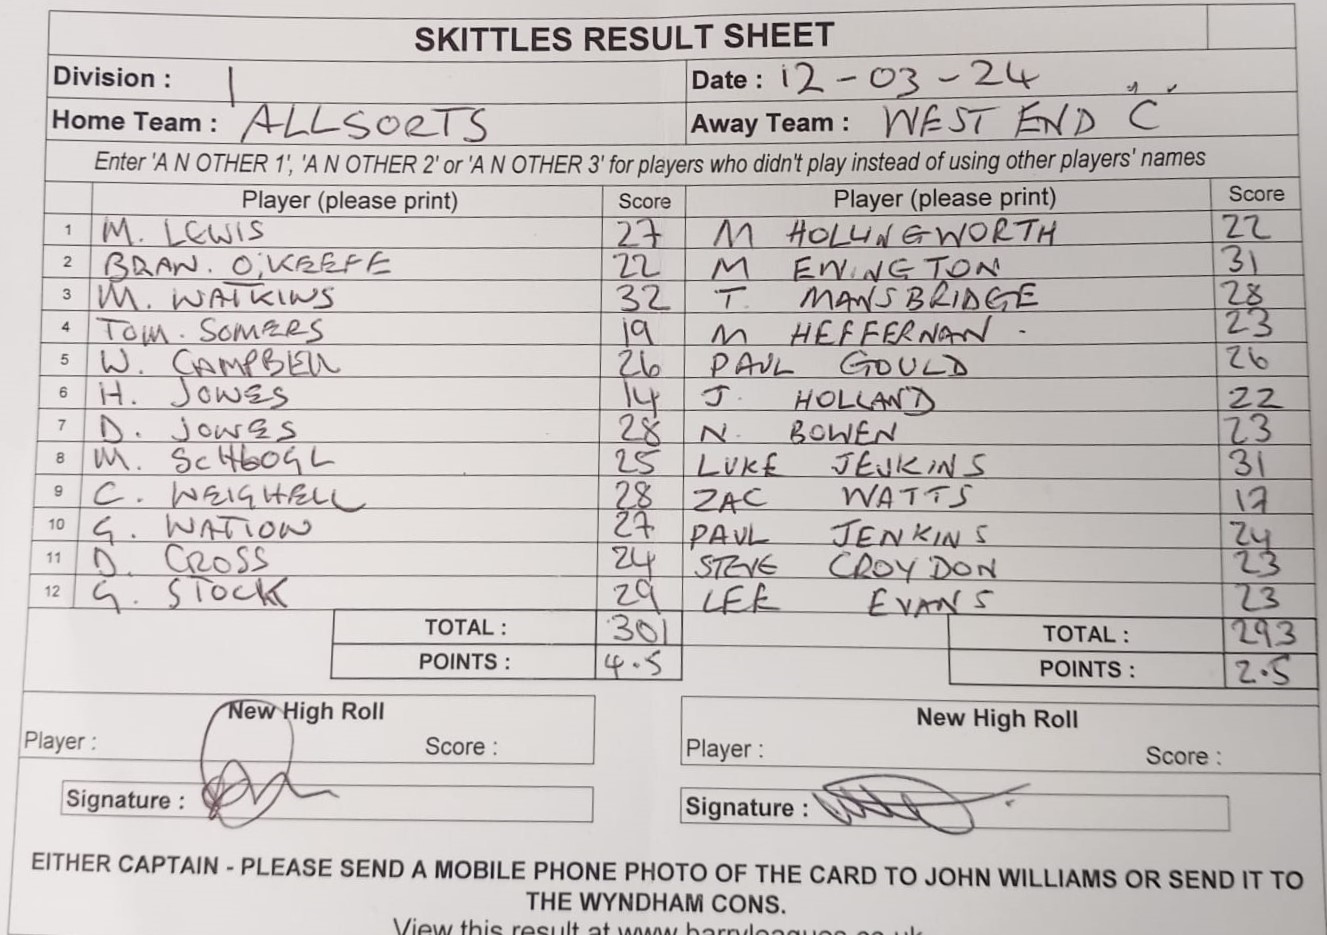 SKITTLES RESULT SHEET
Division : 1 Date : 12-03-24
Home Team : ALLSORTS Away Team : WEST END "C"
Enter 'A N OTHER 1', 'A N OTHER 2' or 'A N OTHER 3' for players who didn't play instead of using other players' names
Player (please print) Score Player (please print) Score
1 M. LEWIS 27 M HOLLINGWORTH 22
2 BRAN. O'KEEFE 22 M EVINGTON 31
3 M. WATKINS 32 T. MANSBRIDGE 28
4 TOM. SOMERS 19 M HEFFERNAN 23
5 W. CAMPBELL 26 PAUL GOULD 26
6 H. JONES 14 J. HOLLAND 22
7 D. JONES 28 N. BOWEN 23
8 M. 25 LUKE JENKINS 31
9 C. WEIGHELL 28 ZAC WATTS 17
10 G. 27 PAUL JENKINS 24
11 D. CROSS 24 STEVE CROYDON 23
12 G. STOCK 29 LEE EVANS 23
TOTAL : 301 TOTAL : 293
POINTS : 4.5 POINTS : 2.5
New High Roll New High Roll
Player : Score : Player : Score :
Signature : Signature :
EITHER CAPTAIN - PLEASE SEND A MOBILE PHONE PHOTO OF THE CARD TO JOHN WILLIAMS OR SEND IT TO
THE WYNDHAM CONS.
View this result at www.barryleagues.co.uk